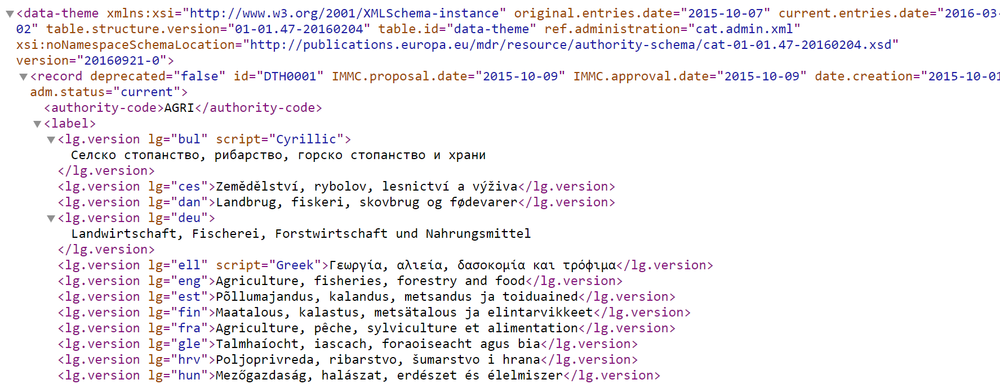 <data-theme xmlns:xsi="http://www.w3.org/2001/XMLSchema-instance" original.entries.date="2015-10-07" current.entries.date="2016-03-
02" table.structure.version="01-01.47-20160204" table.id="data-theme" ref.administration="cat.admin.xml"
xsi:noNamespaceSchemaLocation="http://publications.europa.eu/mdr/resource/authority-schema/cat-01-01.47-20160204.xsd"
version="20160921-0">
<record deprecated="false" id="DTH0001" IMMC.proposal.date="2015-10-09" IMMC.approval.date="2015-10-09" date.creation="2015-10-01
adm.status="current">
<authority-code>AGRI</authority-code>
<label>
<lg.version lg="bul" script="Cyrillic">
Селско стопанство, рибарство, горско стопанство и храни
</lg.version>
<lg.version lg="ces">Zemědělství, rybolov, lesnictví a výživa</lg.version>
<lg.version lg="dan">Landbrug, fiskeri, skovbrug og fødevarer</lg.version>
<lg.version lg="deu">
Landwirtschaft, Fischerei, Forstwirtschaft und Nahrungsmittel
</lg.version>
<lg.version lg="ell" script="Greek">Γεωργία, αλιεία, δασοκομία και τρόφιμα</lg.version>
<lg.version lg="eng">Agriculture, fisheries, forestry and food</lg.version>
<lg.version lg="est">Põllumajandus, kalandus, metsandus ja toiduained</lg.version>
<lg.version lg="fin">Maatalous, kalastus, metsätalous ja elintarvikkeet</lg.version>
<lg.version lg="fra">Agriculture, pêche, sylviculture et alimentation</lg.version>
<lg.version lg="gle">Talmhaíocht, iascach, foraoiseacht agus bia</lg.version>
<lg.version lg="hrv">Poljoprivreda, ribarstvo, šumarstvo i hrana</lg.version>
<lg.version lg="hun">Mezőgazdaság, halászat, erdészet és élelmiszer</lg.version>